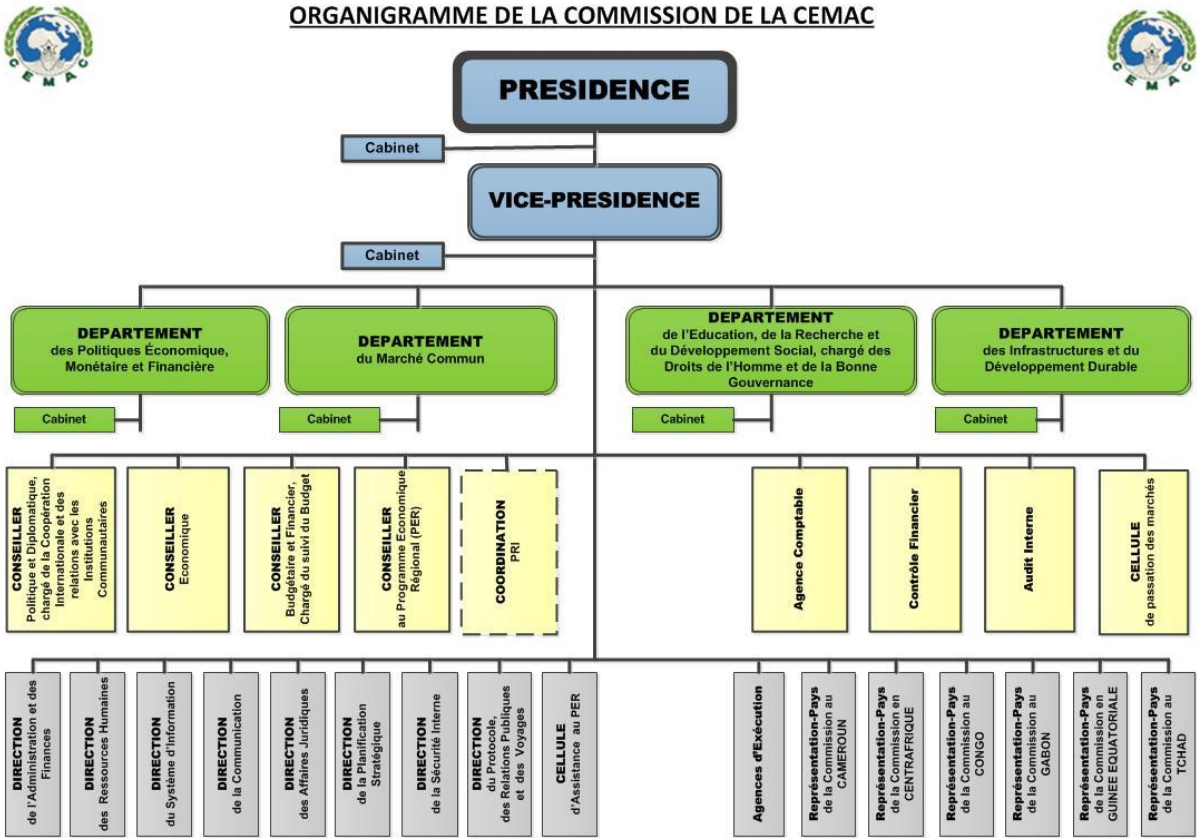 ORGANIGRAMME DE LA COMMISSION DE LA CEMAC
CEMAC
CEMAC
PRESIDENCE
Cabinet
VICE-PRESIDENCE
Cabinet
DEPARTEMENT
des Politiques Économique,
Monétaire et Financière
DEPARTEMENT
du Marché Commun
DEPARTEMENT
de l'Education, de la Recherche et
du Développement Social, chargé des
Droits de l'Homme et de la Bonne
Gouvernance
DEPARTEMENT
des Infrastructures et du
Développement Durable
Cabinet
Cabinet
Cabinet
Cabinet
CONSEILLER
Politique et Diplomatique,
chargé de la Coopération
Internationale et des
relations avec les
Institutions
Communautaires
CONSEILLER
Economique
CONSEILLER
Budgétaire et Financier,
Chargé du suivi du Budget
CONSEILLER
au Programme Economique
Régional (PER)
COORDINATION
PRI
Agence Comptable
Contrôle Financier
Audit Interne
CELLULE
de passation des marchés
DIRECTION
de l'Administration et des
Finances
DIRECTION
des Ressources Humaines
DIRECTION
du Système d'Information
DIRECTION
de la Communication
DIRECTION
des Affaires Juridiques
DIRECTION
de la Planification
Stratégique
DIRECTION
de la Sécurité Interne
DIRECTION
du Protocole,
des Relations Publiques
et des Voyages
CELLULE
d'Assistance au PER
Agences d'Exécution
Représentation-Pays
de la Commission au
CAMEROUN
Représentation-Pays
de la Commission en
CENTRAFRIQUE
Représentation-Pays
de la Commission au
CONGO
Représentation-Pays
de la Commission au
GABON
Représentation-Pays
de la Commission en
GUINEE EQUATORIALE
Représentation-Pays
de la Commission au
TCHAD